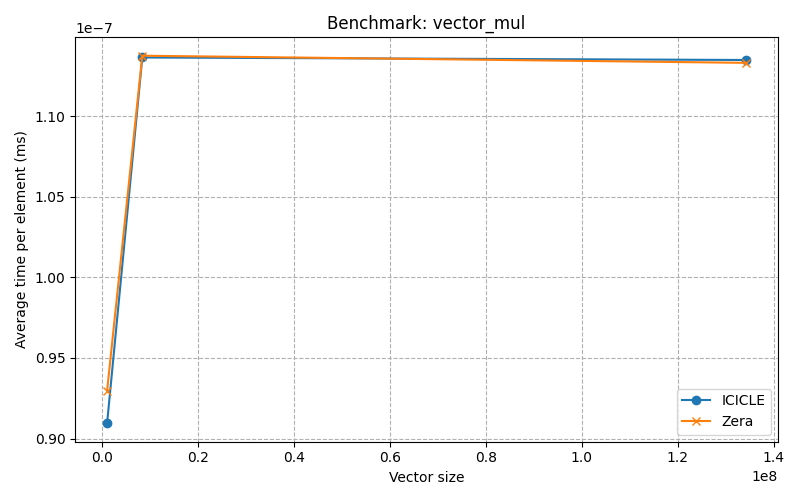 Benchmark: vector_mul
1e−7
1.10
1.05
1.00
0.95
0.90
Average time per element (ms)
0.0 0.2 0.4 0.6 0.8 1.0 1.2 1.4
1e8
Vector size
ICICLE
Zera